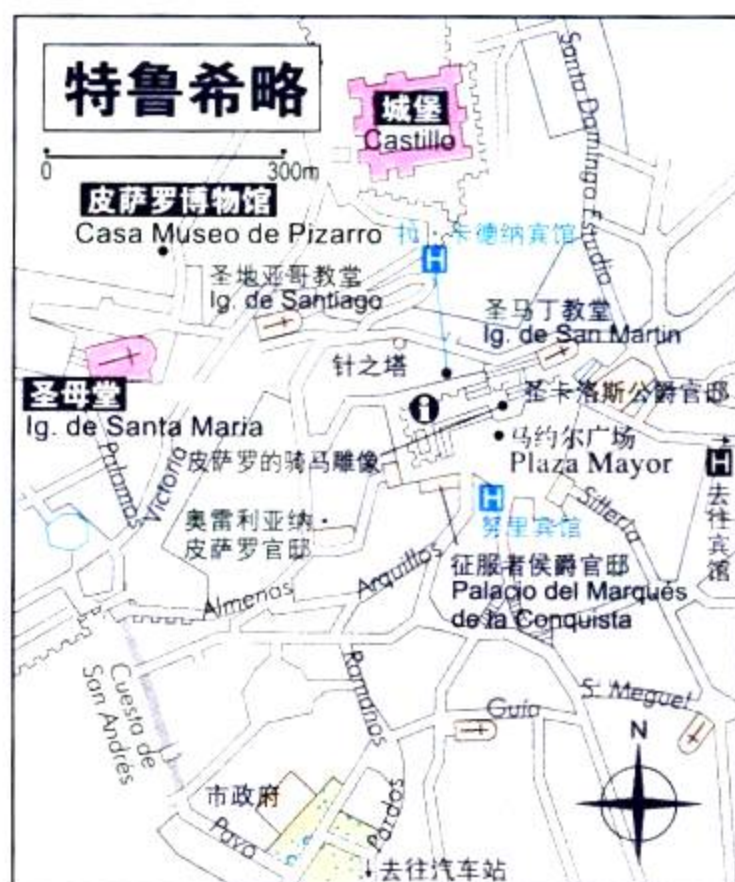 特鲁希略
0 300m
城堡
Castillo
Santa Dominga Estudio
皮萨罗博物馆
Casa Museo de Pizarro
拉·卡德纳宾馆
H
圣地亚哥教堂
Ig. de Santiago
圣马丁教堂
Ig. de San Martin
针之塔
圣母堂
Ig. de Santa Maria
i
圣卡洛斯公爵官邸
马约尔广场
Plaza Mayor
皮萨罗的骑马雕像
H
去往宾馆
Palamos
Victoria
奥雷利亚纳·
皮萨罗官邸
H
努里宾馆
Sillería
征服者侯爵官邸
Palacio del Marqués
de la Conquista
Almenas
Arquillos
Cuesta de
San Andrés
Ramanos
Guía
S. Meguel
N
市政府
Pava
Pardos
↓去往汽车站